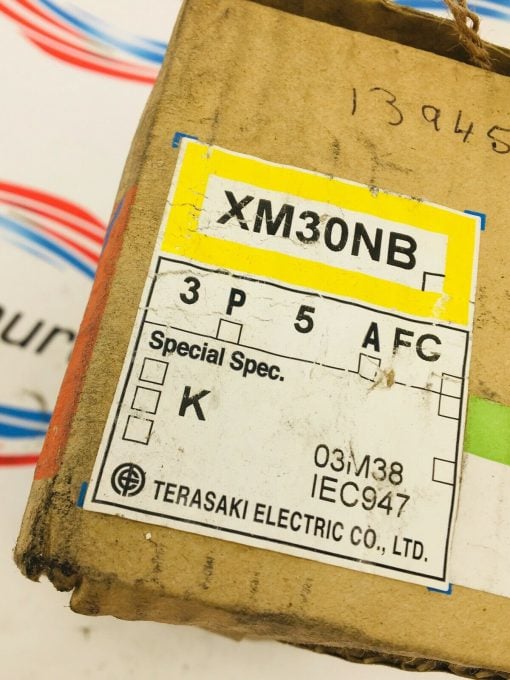 13945
XM30NB
3 P 5 A FC
Special Spec.
K
03M38
IEC947
TERASAKI ELECTRIC CO., LTD.